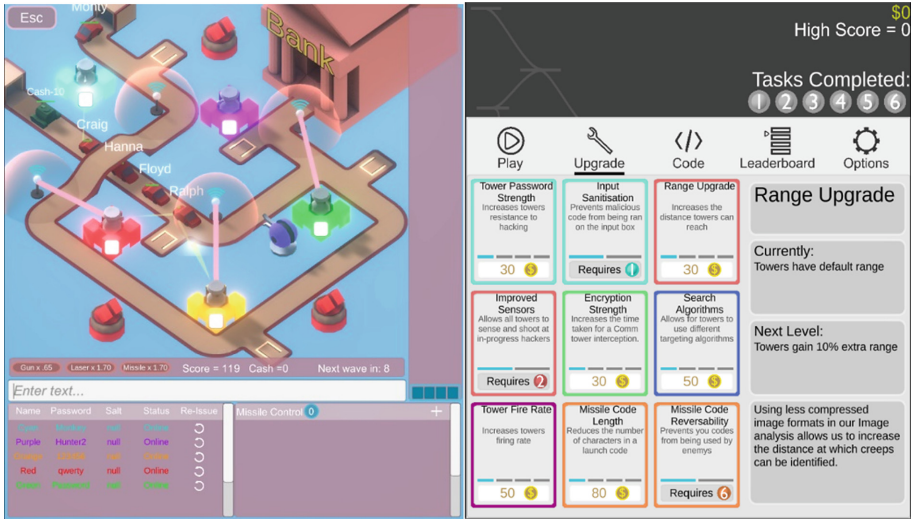 Esc
Monty
Bank
Cash-10
Craig
Hanna
Floyd
Ralph
Gun x .65
Laser x 1.70
Missile x 1.70
Score = 119 Cash =0
Next wave in: 8
Enter text...
Name Password Salt Status Re-Issue
Purple Hunter2 null Online
Red qwerty null Online
Missile Control 0 +
$0
High Score = 0
Tasks Completed:
1 2 3 4 5 6
Play Upgrade Code Leaderboard Options
Tower Password
Strength
Increases towers
resistance to
hacking
30
Input
Sanitisation
Prevents malicious
code from being ran
on the input box
Requires 1
Range Upgrade
Increases the
distance towers can
reach
30
Improved
Sensors
Allows all towers to
sense and shoot at
in-progress hackers
Requires 2
Encryption
Strength
Increases the time
taken for a Comm
tower interception.
30
Search
Algorithms
Allows for towers to
use different
targeting algorithms
50
Tower Fire Rate
Increases towers
firing rate
50
Missile Code
Length
Reduces the number
of characters in a
launch code
80
Missile Code
Reversability
Prevents you codes
from being used by
enemys
Requires 6
Range Upgrade
Currently:
Towers have default range
Next Level:
Towers gain 10% extra range
Using less compressed
image formats in our Image
analysis allows us to increase
the distance at which creeps
can be identified.